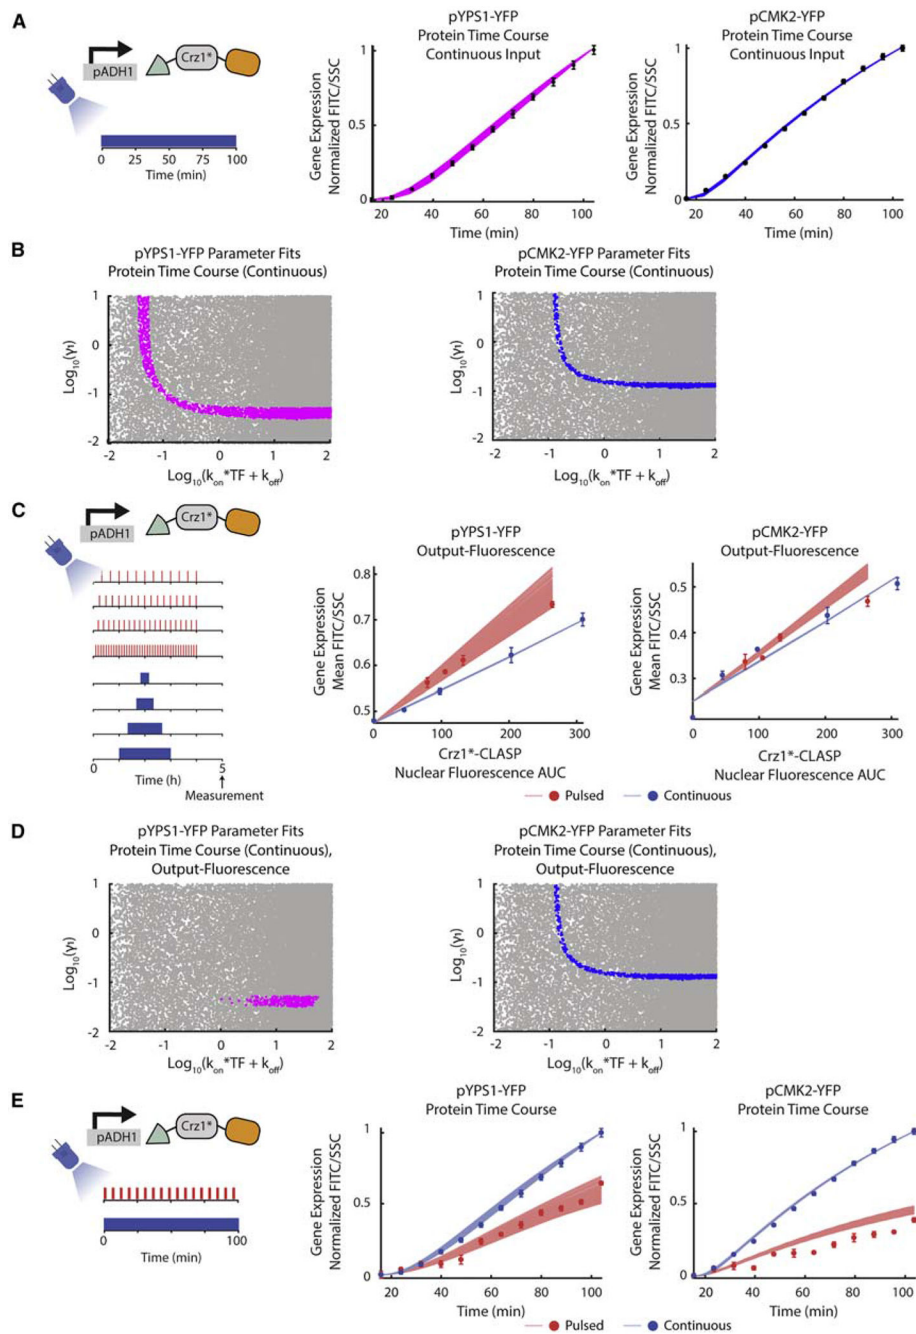 A
pADH1
Crz1*
0 25 50 75 100
Time (min)
pYPS1-YFP
Protein Time Course
Continuous Input
Gene Expression
Normalized FITC/SSC
1
0.5
0
20 40 60 80 100
Time (min)
pCMK2-YFP
Protein Time Course
Continuous Input
Gene Expression
Normalized FITC/SSC
1
0.5
0
20 40 60 80 100
Time (min)
B
pYPS1-YFP Parameter Fits
Protein Time Course (Continuous)
Log10(γ1)
1
0
-1
-2
-2 -1 0 1 2
Log10(kon*TF + koff)
pCMK2-YFP Parameter Fits
Protein Time Course (Continuous)
Log10(γ1)
1
0
-1
-2
-2 -1 0 1 2
Log10(kon*TF + koff)
C
pADH1
Crz1*
0 5
Time (h)
Measurement
pYPS1-YFP
Output-Fluorescence
Gene Expression
Mean FITC/SSC
0.8
0.7
0.6
0.5
0 100 200 300
Crz1*-CLASP
Nuclear Fluorescence AUC
pCMK2-YFP
Output-Fluorescence
Gene Expression
Mean FITC/SSC
0.5
0.4
0.3
0 100 200 300
Crz1*-CLASP
Nuclear Fluorescence AUC
Pulsed Continuous
D
pYPS1-YFP Parameter Fits
Protein Time Course (Continuous),
Output-Fluorescence
Log10(γ1)
1
0
-1
-2
-2 -1 0 1 2
Log10(kon*TF + koff)
pCMK2-YFP Parameter Fits
Protein Time Course (Continuous),
Output-Fluorescence
Log10(γ1)
1
0
-1
-2
-2 -1 0 1 2
Log10(kon*TF + koff)
E
pADH1
Crz1*
0 100
Time (min)
pYPS1-YFP
Protein Time Course
Gene Expression
Normalized FITC/SSC
1
0.5
0
20 40 60 80 100
Time (min)
pCMK2-YFP
Protein Time Course
Gene Expression
Normalized FITC/SSC
1
0.5
0
20 40 60 80 100
Time (min)
Pulsed Continuous